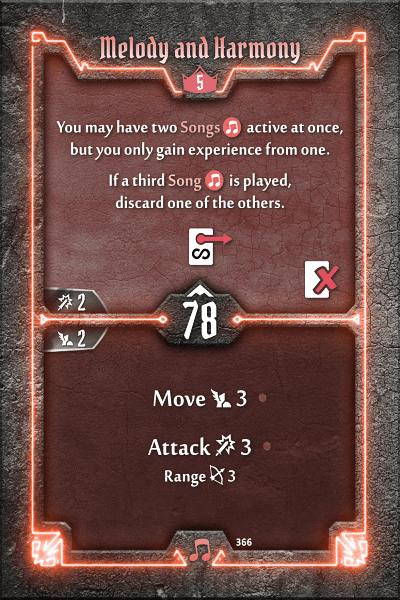 Melody and Harmony
5
You may have two Songs active at once,
but you only gain experience from one.
If a third Song is played,
discard one of the others.
2
78
2
Move 3
Attack 3
Range 3
366